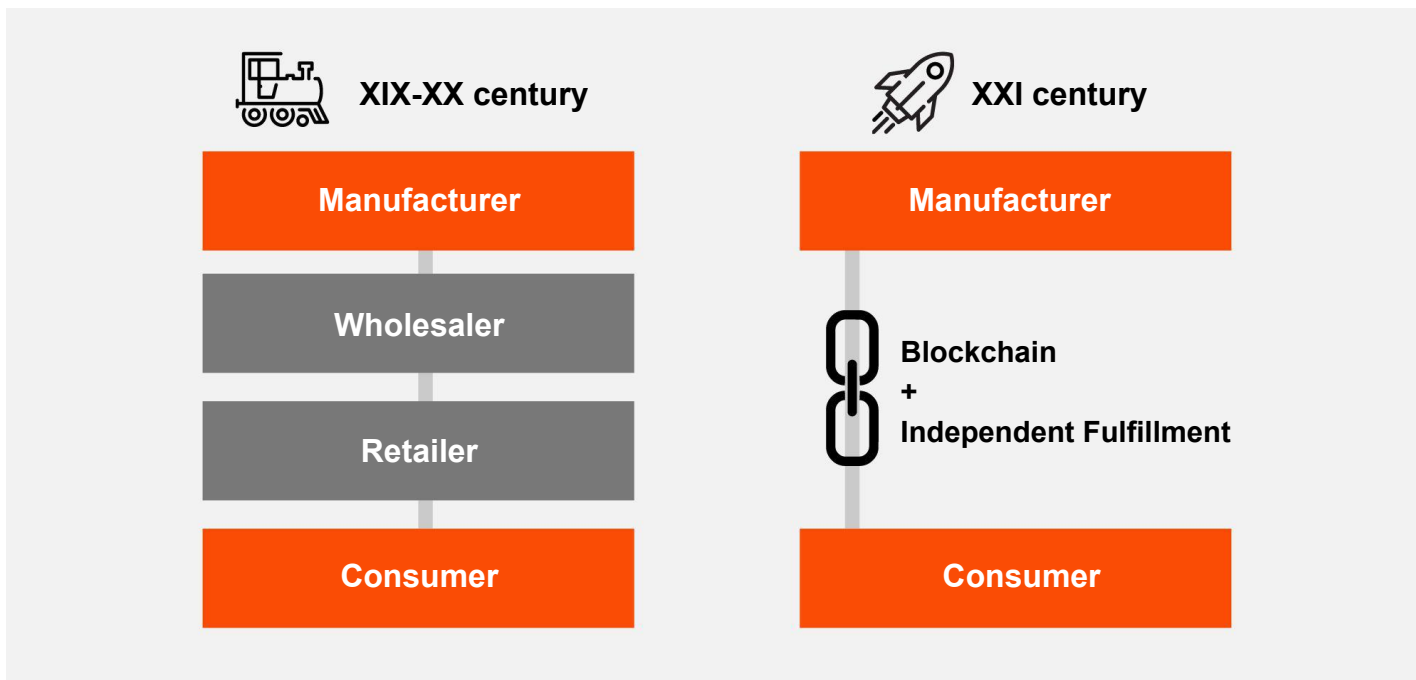 XIX-XX century
Manufacturer
Wholesaler
Retailer
Consumer
XXI century
Manufacturer
Blockchain
+
Independent Fulfillment
Consumer